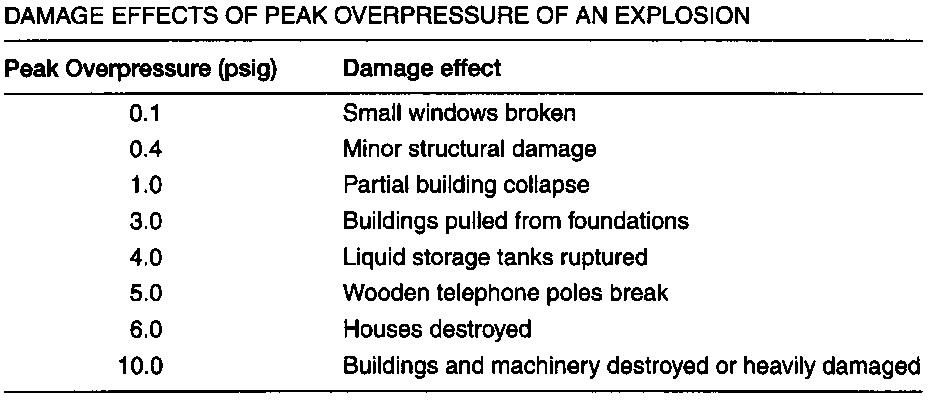 DAMAGE EFFECTS OF PEAK OVERPRESSURE OF AN EXPLOSION
Peak Overpressure (psig) Damage effect
0.1 Small windows broken
0.4 Minor structural damage
1.0 Partial building collapse
3.0 Buildings pulled from foundations
4.0 Liquid storage tanks ruptured
5.0 Wooden telephone poles break
6.0 Houses destroyed
10.0 Buildings and machinery destroyed or heavily damaged